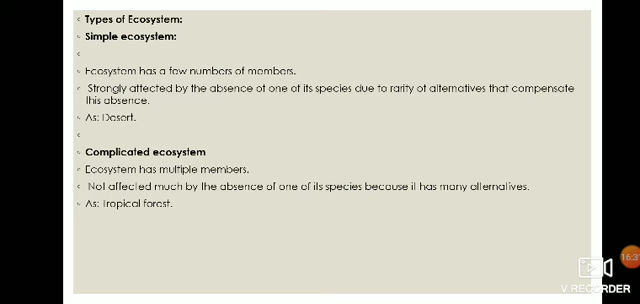 Types of Ecosystem:
Simple ecosystem:
Ecosystem has a few numbers of members.
Strongly affected by the absence of one of its species due to rarity of alternatives that compensate
this absence.
As: Desert.
Complicated ecosystem
Ecosystem has multiple members.
Not affected much by the absence of one of its species because it has many alternatives.
As: Tropical forest.
V RECORDER